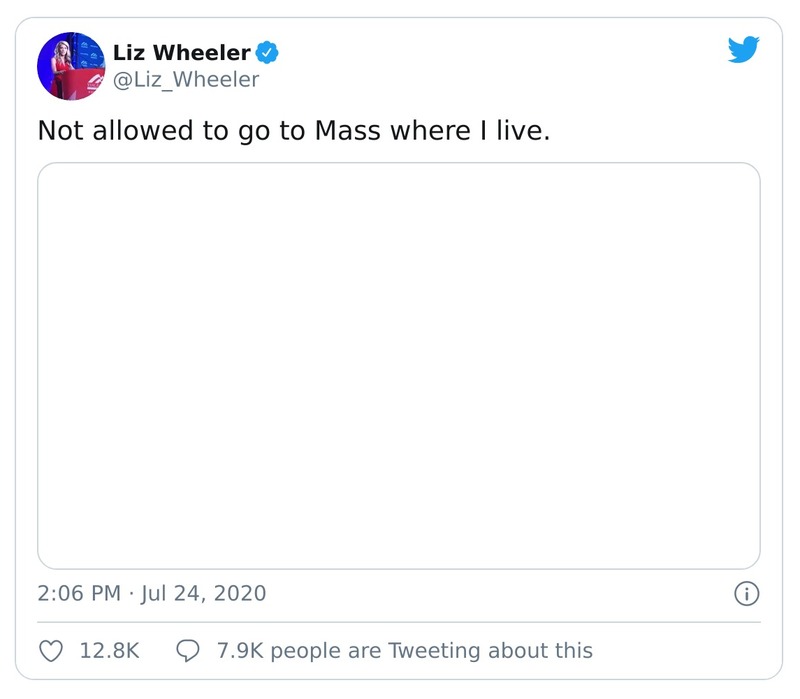 Liz Wheeler
@Liz_Wheeler
Not allowed to go to Mass where I live.
2:06 PM · Jul 24, 2020
12.8K 7.9K people are Tweeting about this